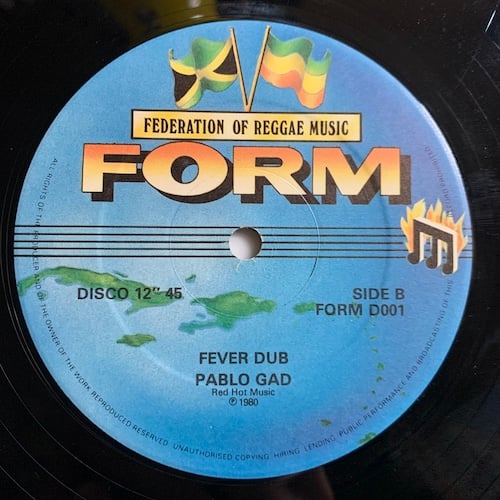 FEDERATION OF REGGAE MUSIC
FORM
DISCO 12" 45
SIDE B
FORM D001
FEVER DUB
PABLO GAD
Red Hot Music
℗ 1980
ALL RIGHTS OF THE PRODUCER AND OF THE OWNER OF THE WORK REPRODUCED RESERVED. UNAUTHORISED COPYING, HIRING, LENDING, PUBLIC PERFORMANCE AND BROADCASTING OF THIS